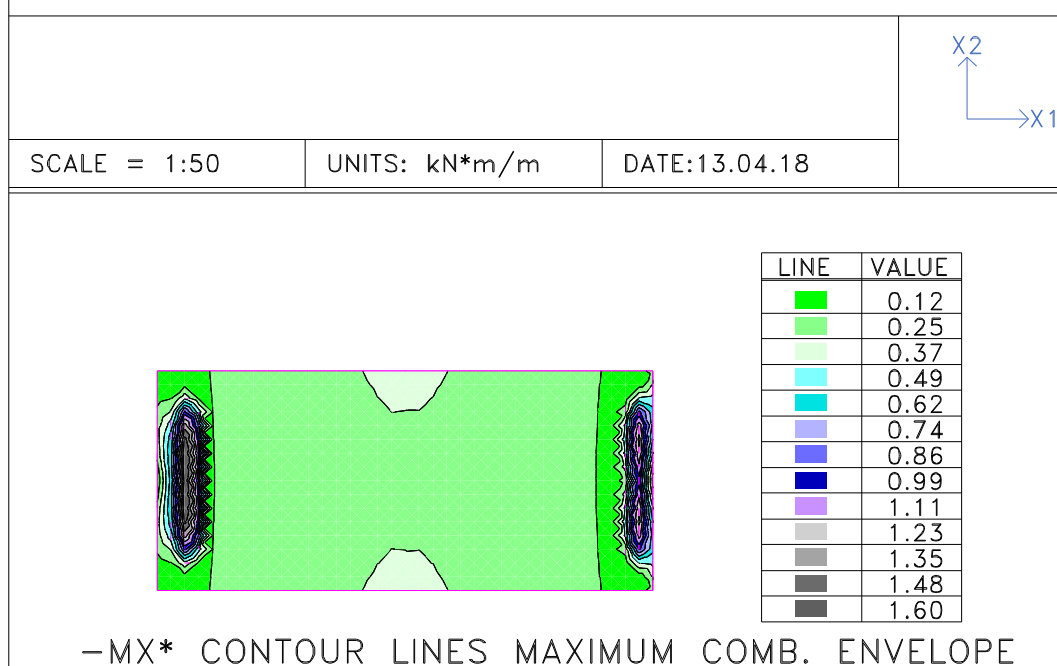 X2
X1
SCALE = 1:50 UNITS: kN*m/m DATE:13.04.18
LINE VALUE
0.12
0.25
0.37
0.49
0.62
0.74
0.86
0.99
1.11
1.23
1.35
1.48
1.60
-MX* CONTOUR LINES MAXIMUM COMB. ENVELOPE